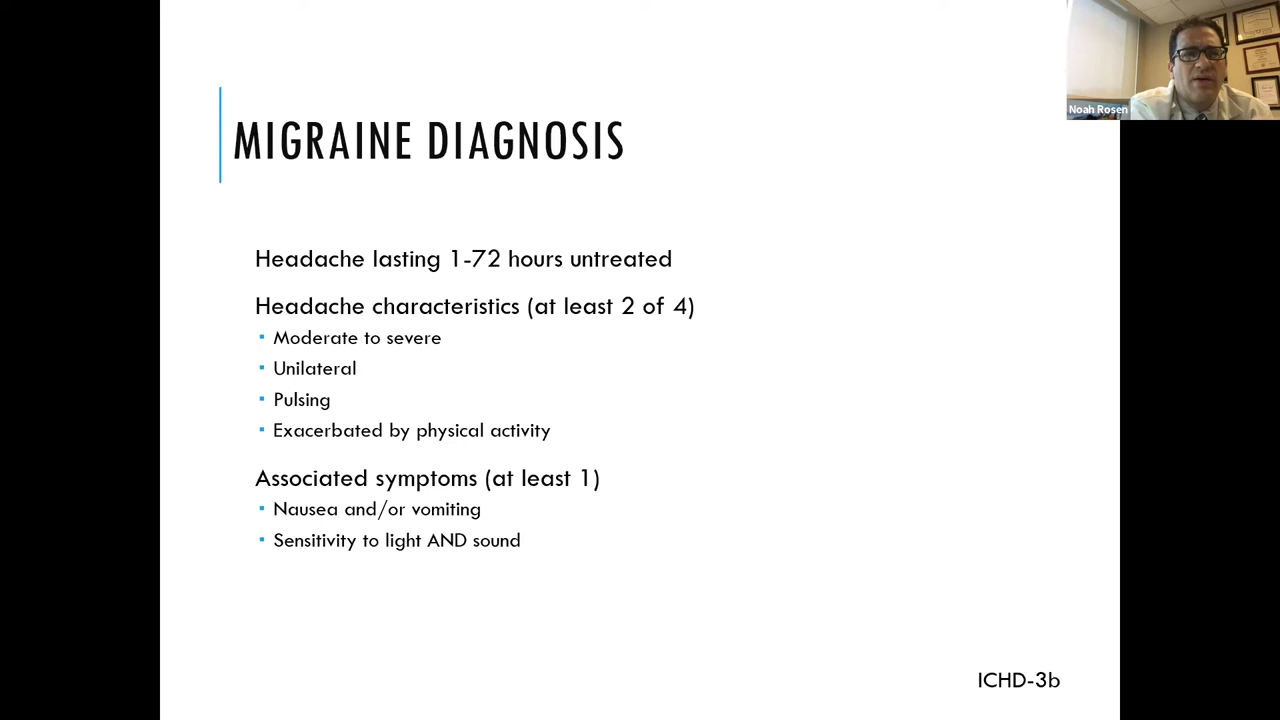 Noah Rosen
MIGRAINE DIAGNOSIS
Headache lasting 1-72 hours untreated
Headache characteristics (at least 2 of 4)
▪ Moderate to severe
▪ Unilateral
▪ Pulsing
▪ Exacerbated by physical activity
Associated symptoms (at least 1)
▪ Nausea and/or vomiting
▪ Sensitivity to light AND sound
ICHD-3b